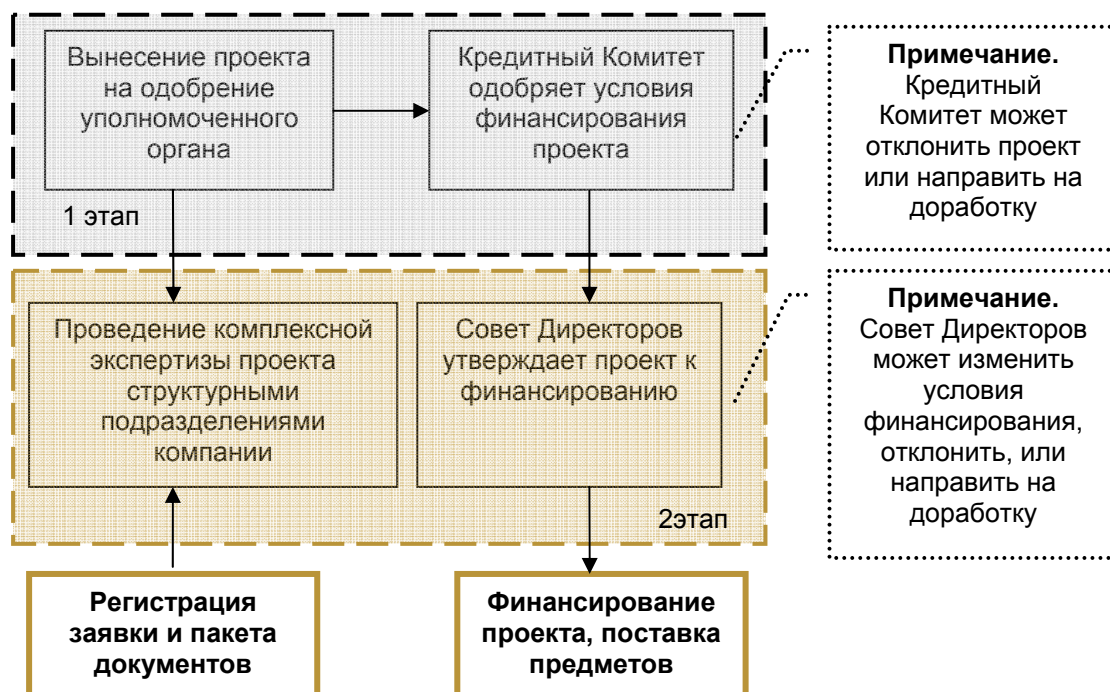 Вынесение проекта
на одобрение
уполномоченного
органа
Кредитный Комитет
одобряет условия
финансирования
проекта
Примечание.
Кредитный
Комитет может
отклонить проект
или направить на
доработку
1 этап
Проведение комплексной
экспертизы проекта
структурными
подразделениями
компании
Совет Директоров
утверждает проект к
финансированию
Примечание.
Совет Директоров
может изменить
условия
финансирования,
отклонить, или
направить на
доработку
2этап
Регистрация
заявки и пакета
документов
Финансирование
проекта, поставка
предметов